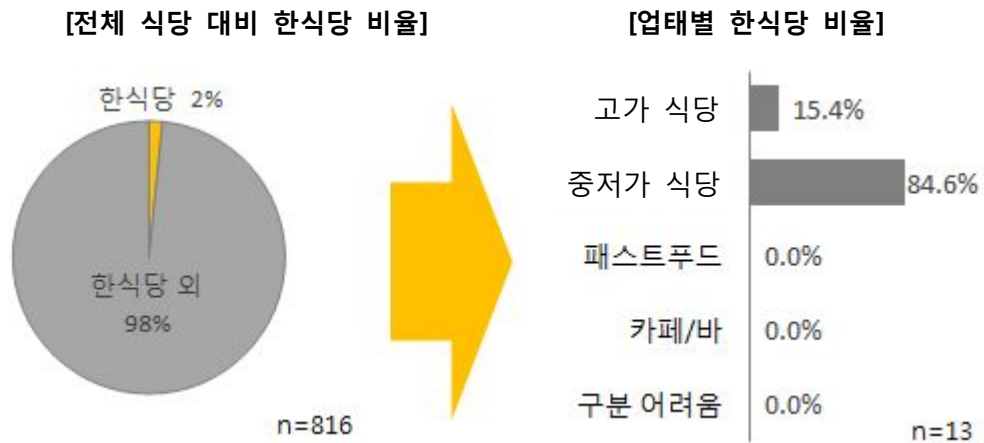 [전체 식당 대비 한식당 비율]
한식당 2%
한식당 외
98%
n=816
[업태별 한식당 비율]
고가 식당 15.4%
중저가 식당 84.6%
패스트푸드 0.0%
카페/바 0.0%
구분 어려움 0.0%
n=13